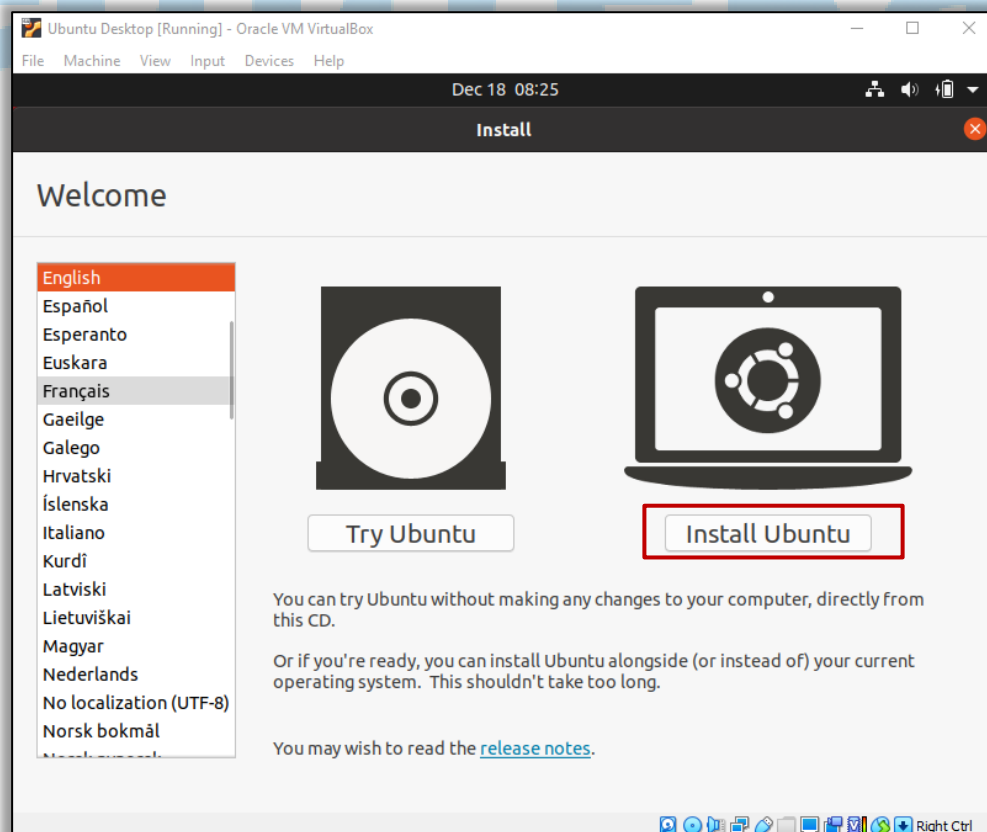 Ubuntu Desktop [Running] - Oracle VM VirtualBox
File Machine View Input Devices Help
Dec 18 08:25
Install
Welcome
English
Español
Esperanto
Euskara
Français
Gaeilge
Galego
Hrvatski
Íslenska
Italiano
Kurdî
Latviski
Lietuviškai
Magyar
Nederlands
No localization (UTF-8)
Norsk bokmål
Try Ubuntu
Install Ubuntu
You can try Ubuntu without making any changes to your computer, directly from
this CD.
Or if you're ready, you can install Ubuntu alongside (or instead of) your current
operating system. This shouldn't take too long.
You may wish to read the release notes.
Right Ctrl